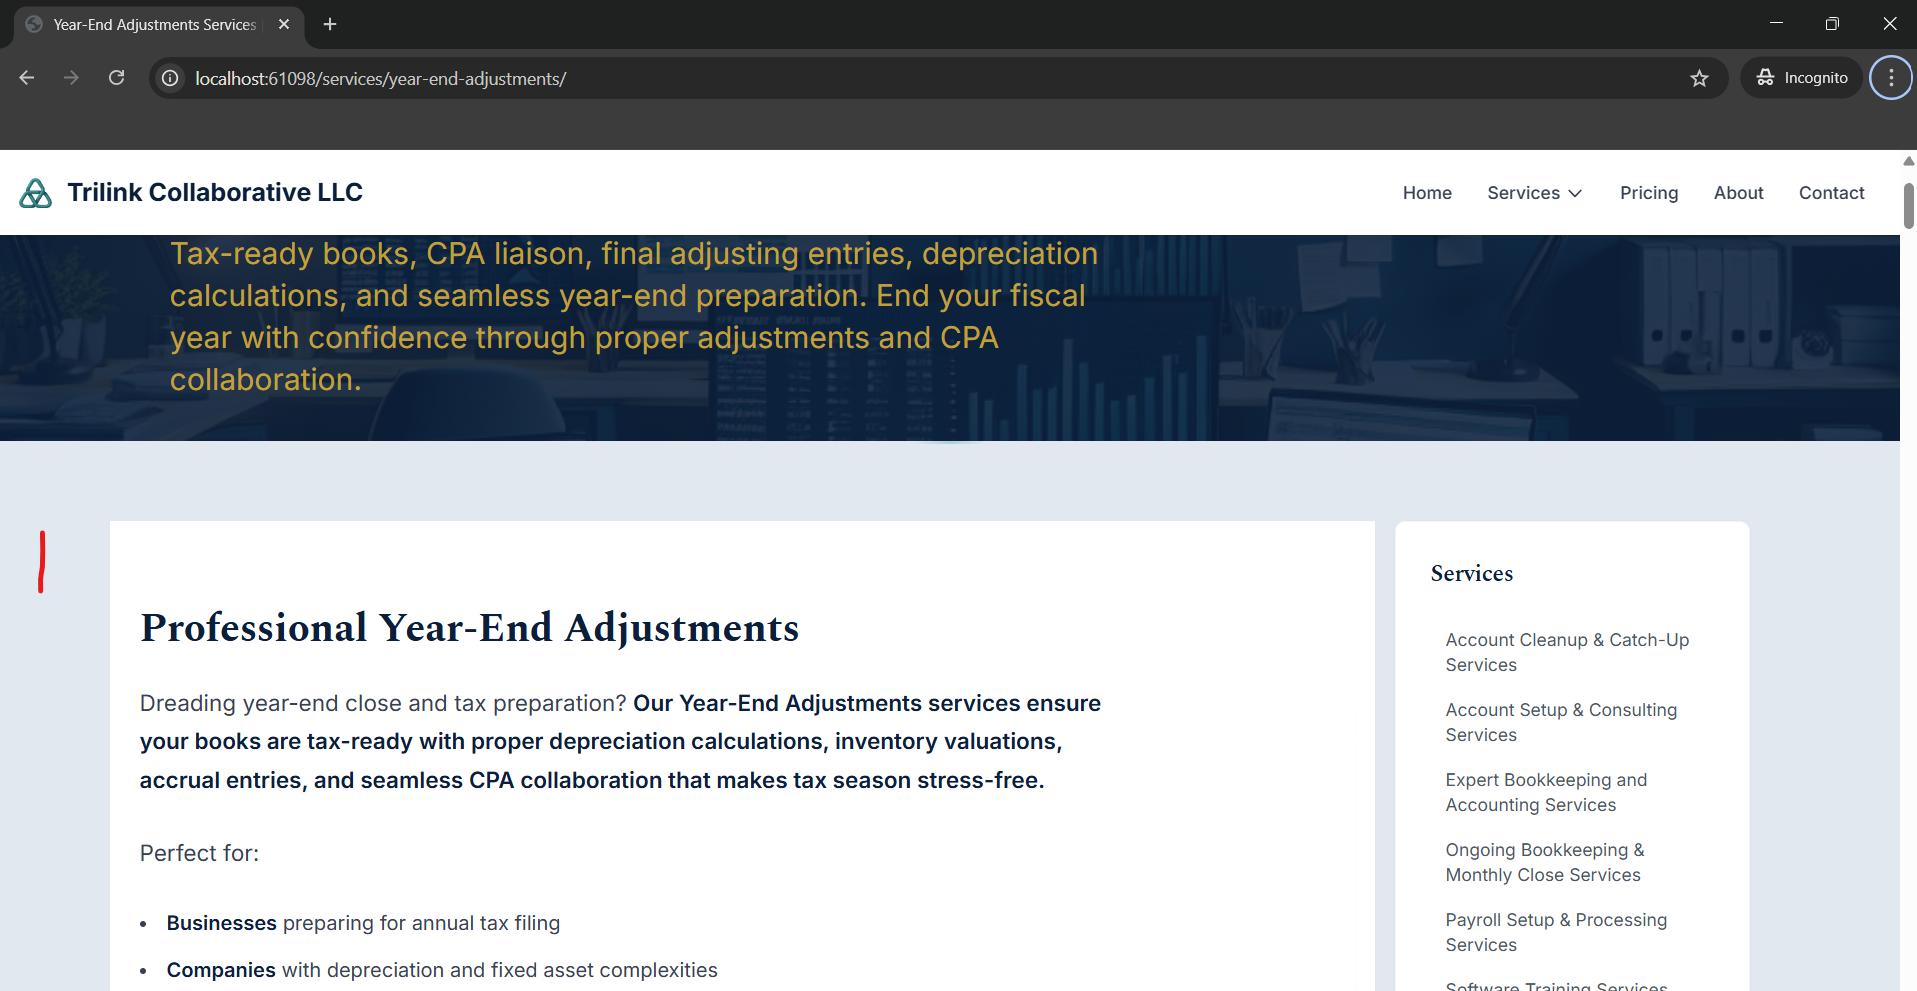 Year-End Adjustments Services
localhost:61098/services/year-end-adjustments/
Incognito
Trilink Collaborative LLC
Home
Services
Pricing
About
Contact
Tax-ready books, CPA liaison, final adjusting entries, depreciation
calculations, and seamless year-end preparation. End your fiscal
year with confidence through proper adjustments and CPA
collaboration.
Professional Year-End Adjustments
Dreading year-end close and tax preparation? Our Year-End Adjustments services ensure
your books are tax-ready with proper depreciation calculations, inventory valuations,
accrual entries, and seamless CPA collaboration that makes tax season stress-free.
Perfect for:
• Businesses preparing for annual tax filing
• Companies with depreciation and fixed asset complexities
Services
Account Cleanup & Catch-Up
Services
Account Setup & Consulting
Services
Expert Bookkeeping and
Accounting Services
Ongoing Bookkeeping &
Monthly Close Services
Payroll Setup & Processing
Services
Software Training Services